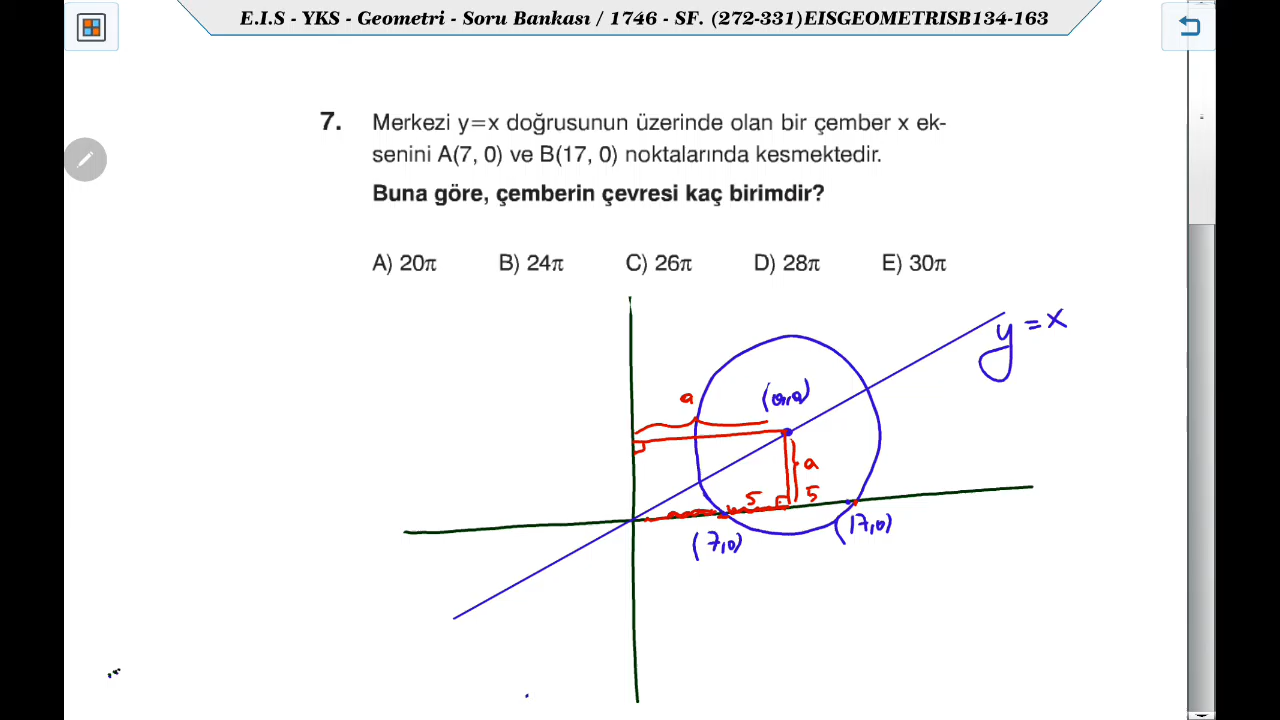 E.I.S - YKS - Geometri - Soru Bankası / 1746 - SF. (272-331)EISGEOMETRISB134-163
7. Merkezi y=x doğrusunun üzerinde olan bir çember x ek-
senini A(7, 0) ve B(17, 0) noktalarında kesmektedir.
Buna göre, çemberin çevresi kaç birimdir?
A) 20π B) 24π C) 26π D) 28π E) 30π
y = x
a
(a,a)
a
5 5
(7,0) (17,0)